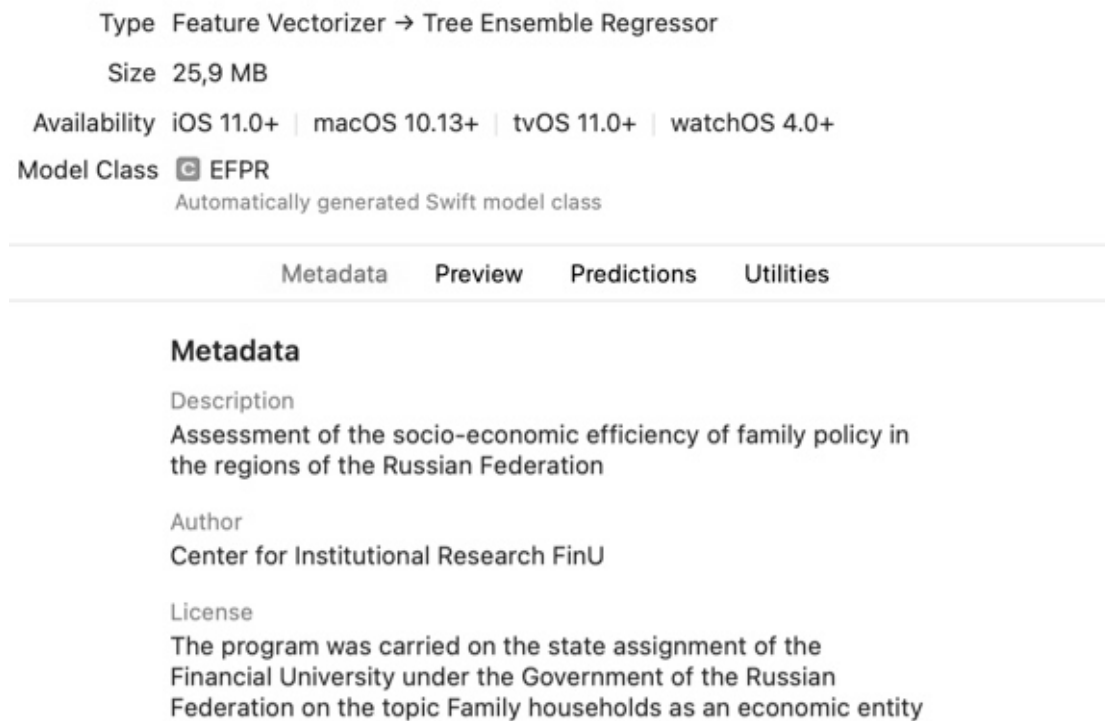 Type Feature Vectorizer → Tree Ensemble Regressor
Size 25,9 MB
Availability iOS 11.0+ | macOS 10.13+ | tvOS 11.0+ | watchOS 4.0+
Model Class C EFPR
Automatically generated Swift model class
Metadata Preview Predictions Utilities
Metadata
Description
Assessment of the socio-economic efficiency of family policy in
the regions of the Russian Federation
Author
Center for Institutional Research FinU
License
The program was carried on the state assignment of the
Financial University under the Government of the Russian
Federation on the topic Family households as an economic entity